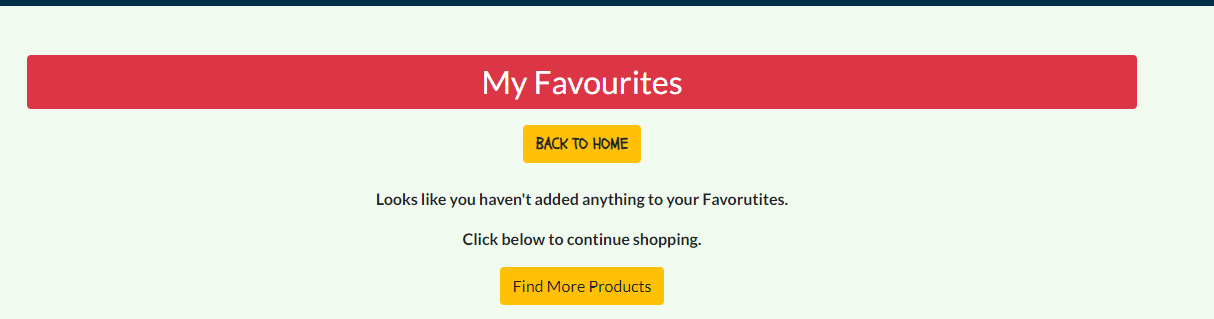 My Favourites
BACK TO HOME
Looks like you haven't added anything to your Favorutites.
Click below to continue shopping.
Find More Products